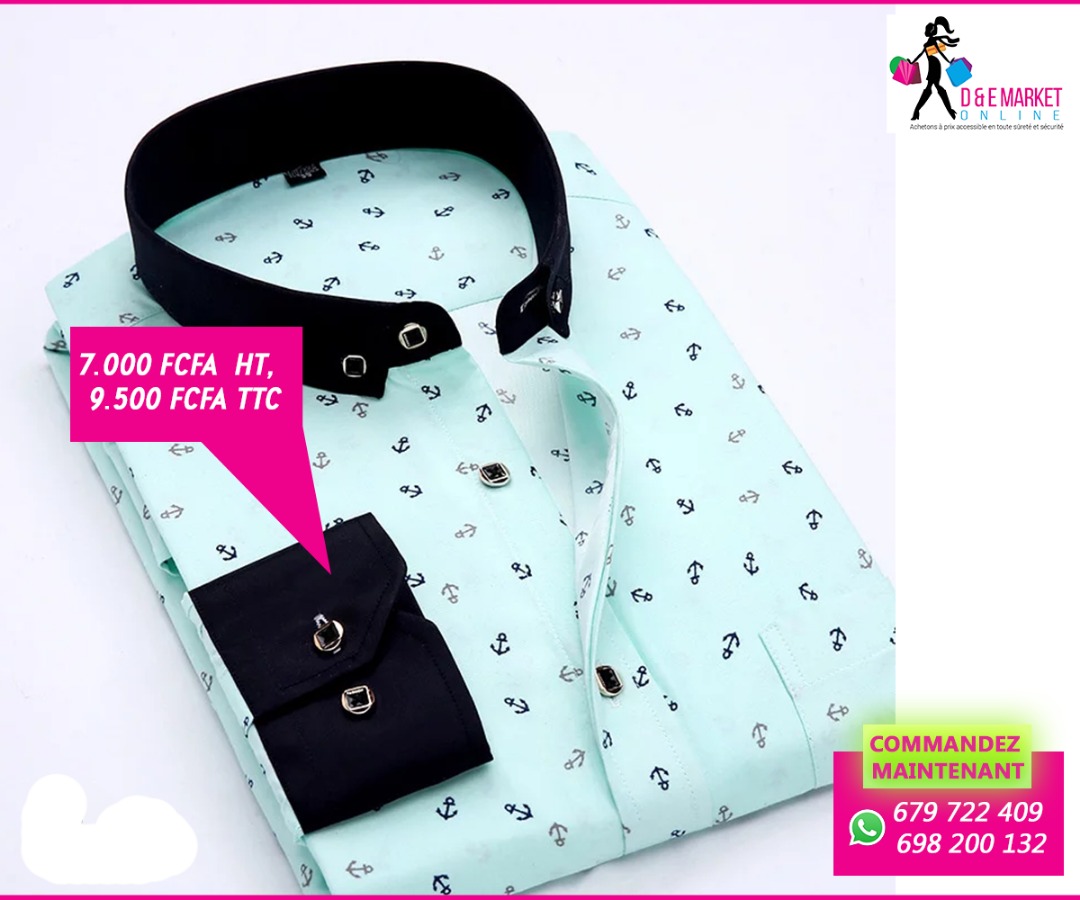 D & E MARKET
ONLINE
Achetons à prix accessible en toute sûreté et sécurité
7.000 FCFA HT,
9.500 FCFA TTC
COMMANDEZ
MAINTENANT
679 722 409
698 200 132